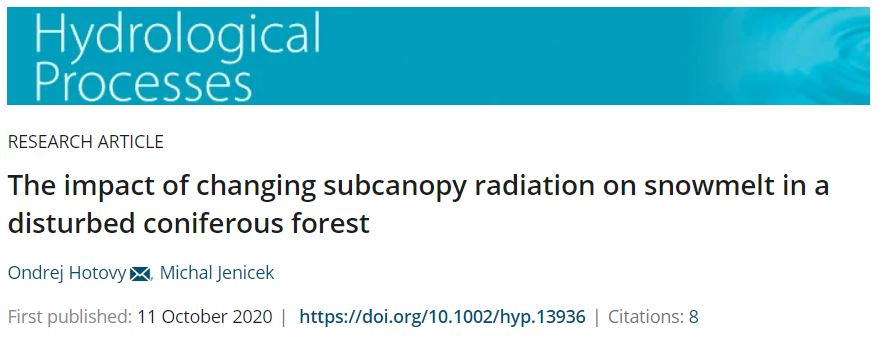 Hydrological
Processes
RESEARCH ARTICLE
The impact of changing subcanopy radiation on snowmelt in a
disturbed coniferous forest
Ondrej Hotovy, Michal Jenicek
First published: 11 October 2020 | https://doi.org/10.1002/hyp.13936 | Citations: 8